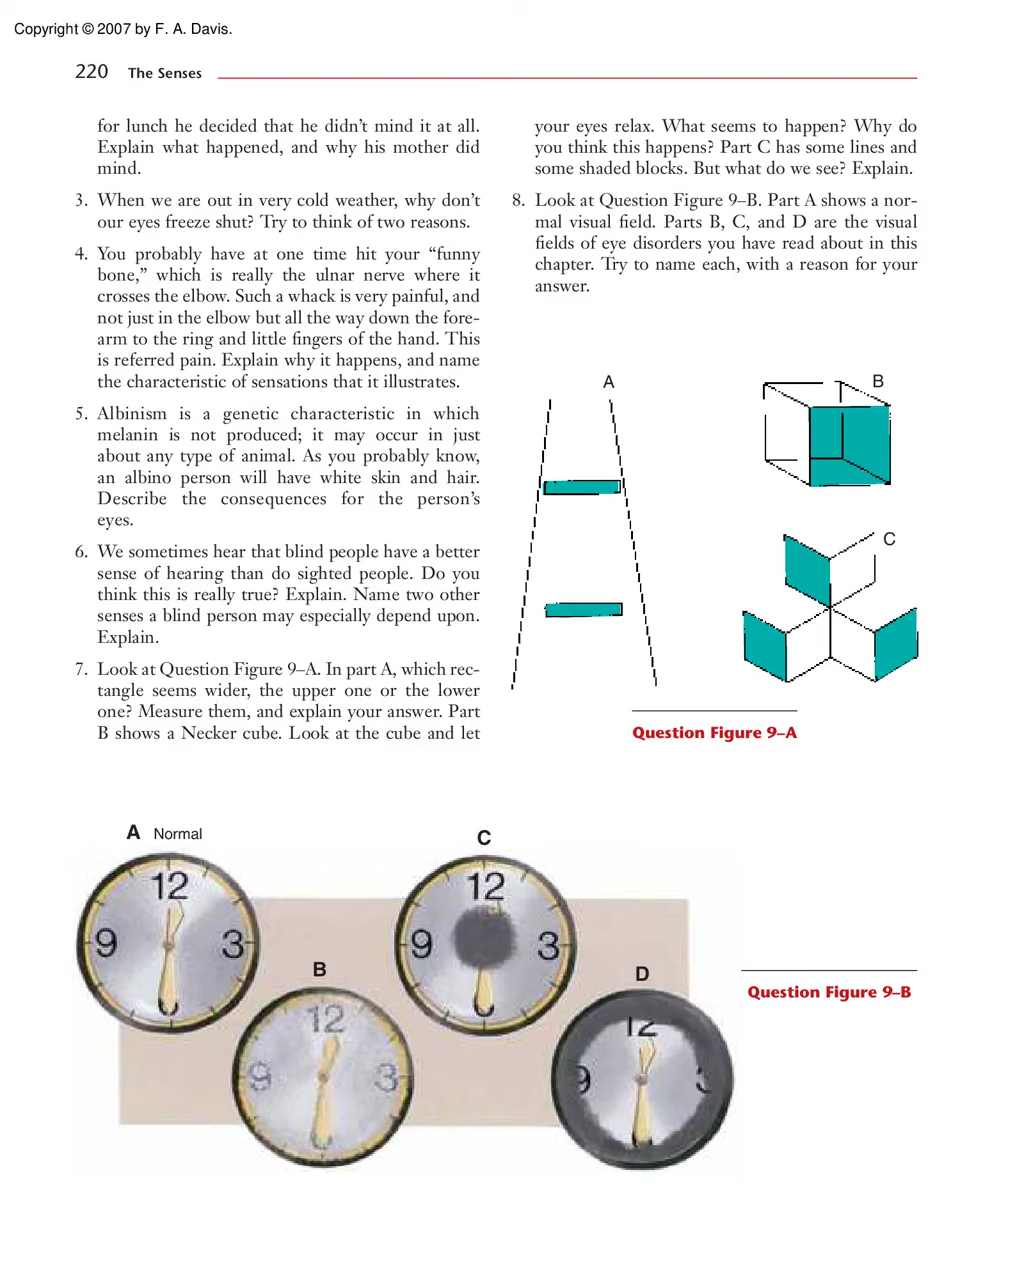 Copyright © 2007 by F. A. Davis.
220 The Senses
for lunch he decided that he didn’t mind it at all.
Explain what happened, and why his mother did
mind.
3. When we are out in very cold weather, why don’t
our eyes freeze shut? Try to think of two reasons.
4. You probably have at one time hit your “funny
bone,” which is really the ulnar nerve where it
crosses the elbow. Such a whack is very painful, and
not just in the elbow but all the way down the fore-
arm to the ring and little fingers of the hand. This
is referred pain. Explain why it happens, and name
the characteristic of sensations that it illustrates.
5. Albinism is a genetic characteristic in which
melanin is not produced; it may occur in just
about any type of animal. As you probably know,
an albino person will have white skin and hair.
Describe the consequences for the person’s
eyes.
6. We sometimes hear that blind people have a better
sense of hearing than do sighted people. Do you
think this is really true? Explain. Name two other
senses a blind person may especially depend upon.
Explain.
7. Look at Question Figure 9–A. In part A, which rec-
tangle seems wider, the upper one or the lower
one? Measure them, and explain your answer. Part
B shows a Necker cube. Look at the cube and let
your eyes relax. What seems to happen? Why do
you think this happens? Part C has some lines and
some shaded blocks. But what do we see? Explain.
8. Look at Question Figure 9–B. Part A shows a nor-
mal visual field. Parts B, C, and D are the visual
fields of eye disorders you have read about in this
chapter. Try to name each, with a reason for your
answer.
A
B
C
Question Figure 9–A
A Normal
12
9 3
B
12
9 3
C
12
9 3
D
12
9
Question Figure 9–B